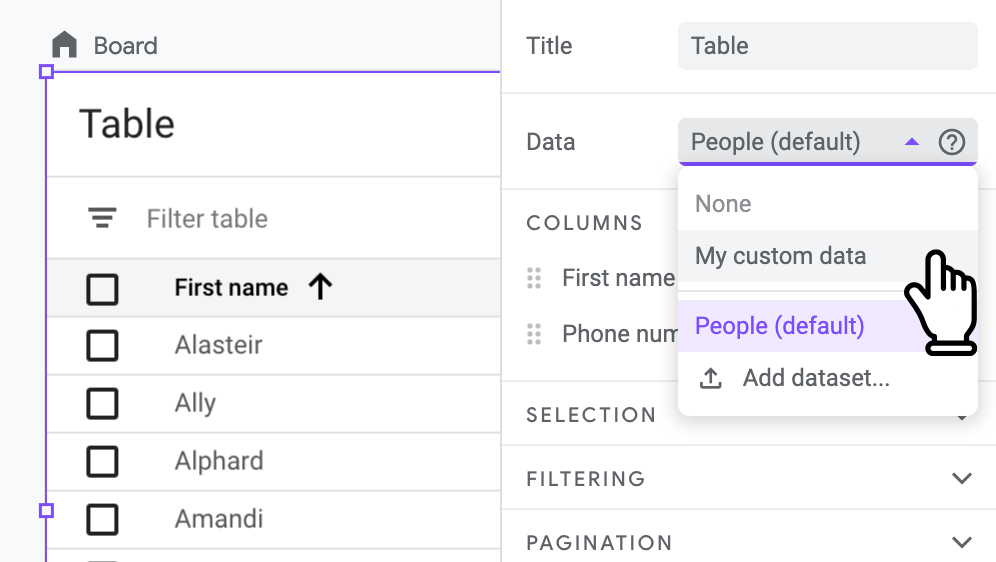 Board
Table
Filter table
First name
Alasteir
Ally
Alphard
Amandi
Title
Table
Data
People (default)
None
My custom data
People (default)
Add dataset...
COLUMNS
First name
Phone num
SELECTION
FILTERING
PAGINATION